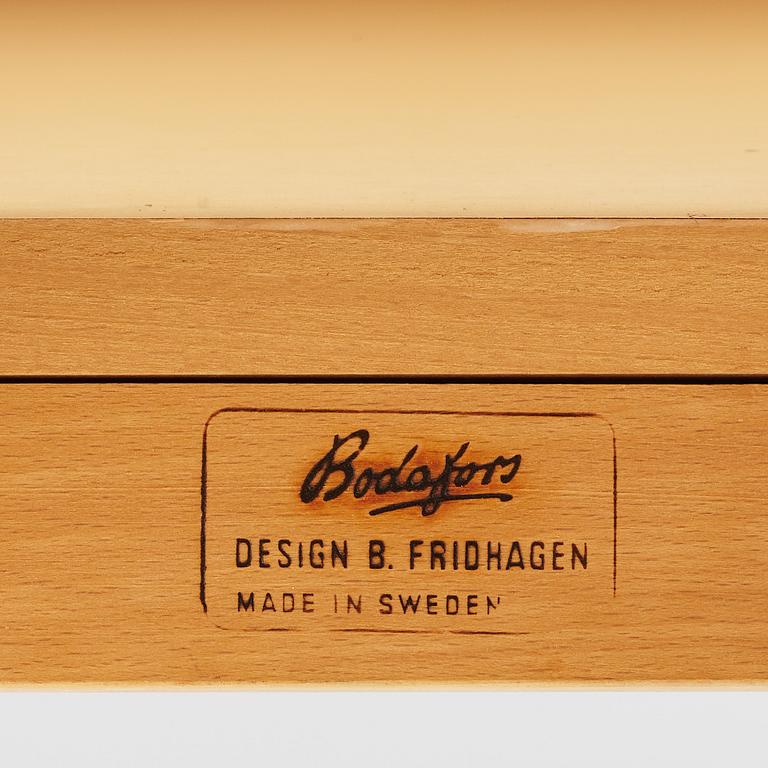 Bodafors
DESIGN B. FRIDHAGEN
MADE IN SWEDEN